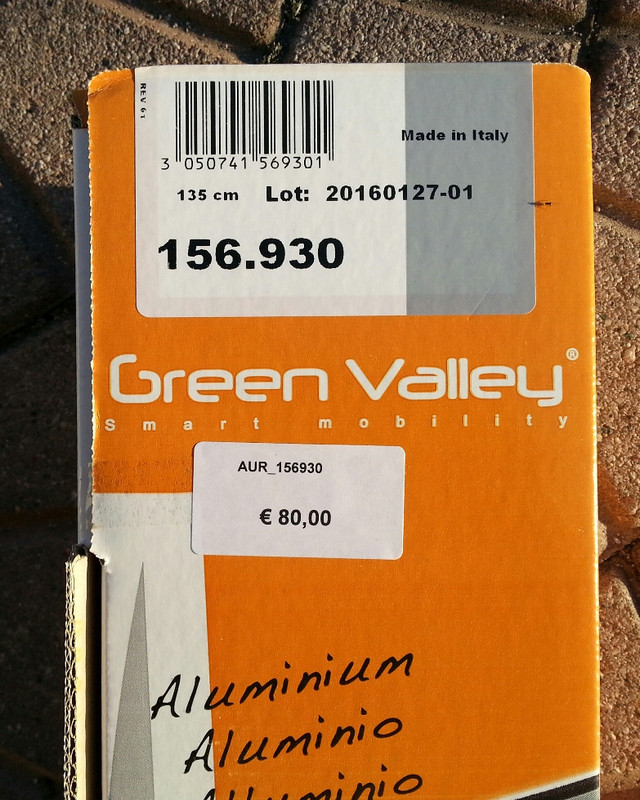 REV 61
Made in Italy
3 050741 569301
135 cm Lot: 20160127-01
156.930
Green Valley®
Smart mobility
AUR_156930
€ 80,00
Aluminium
Aluminio